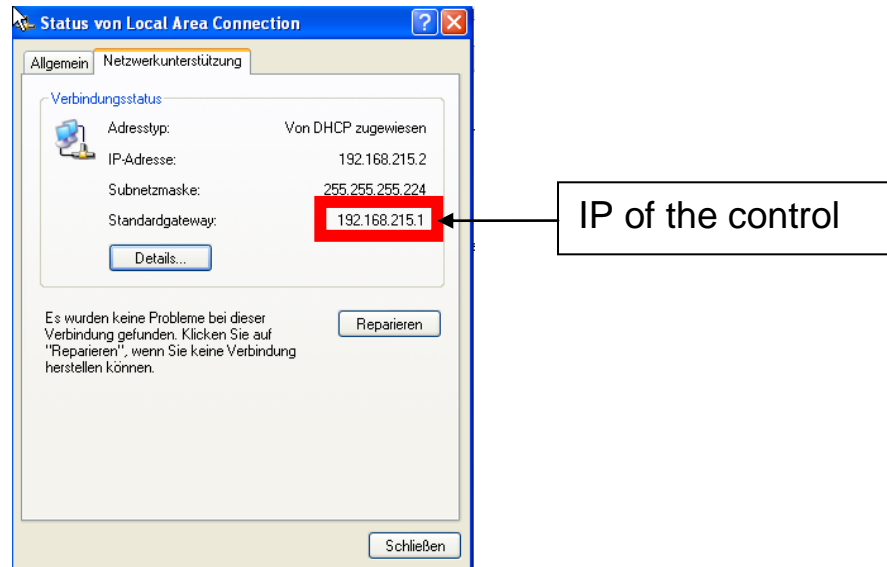 Status von Local Area Connection
Allgemein Netzwerkunterstützung
Verbindungsstatus
Adresstyp: Von DHCP zugewiesen
IP-Adresse: 192.168.215.2
Subnetzmaske: 255.255.255.224
Standardgateway: 192.168.215.1
IP of the control
Details...
Es wurden keine Probleme bei dieser
Verbindung gefunden. Klicken Sie auf
"Reparieren", wenn Sie keine Verbindung
herstellen können.
Reparieren
Schließen